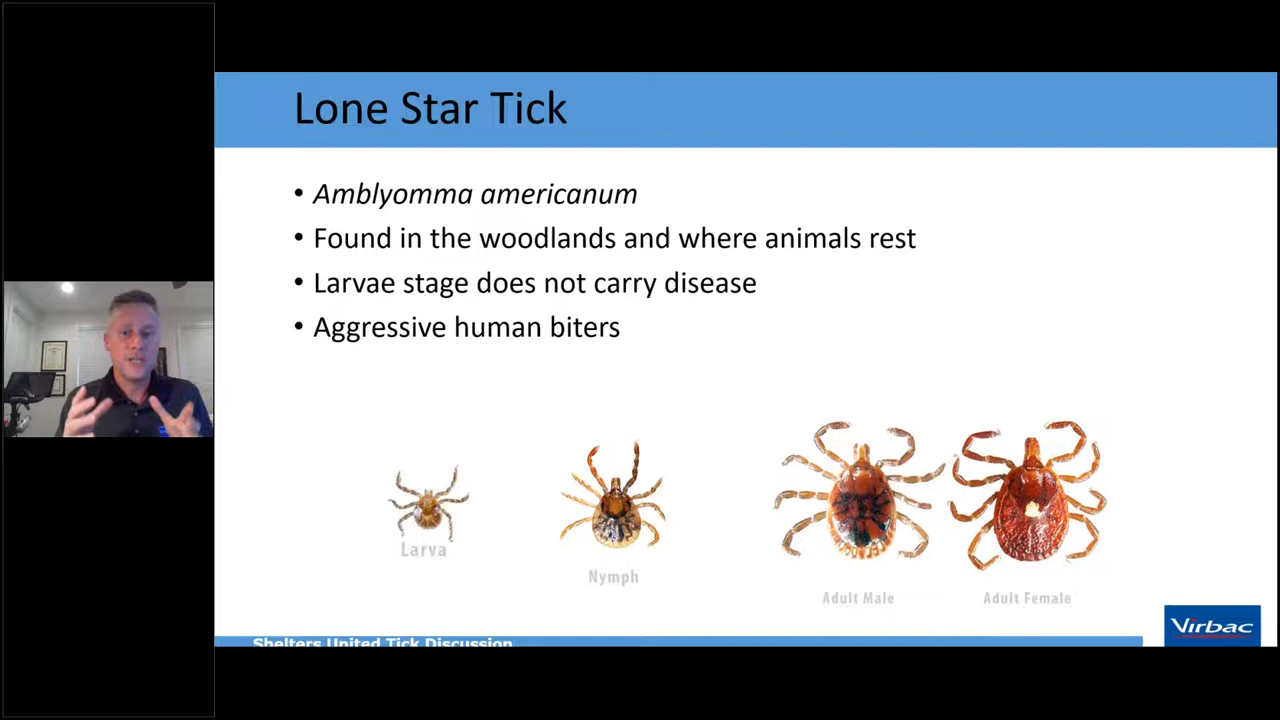 Lone Star Tick
• Amblyomma americanum
• Found in the woodlands and where animals rest
• Larvae stage does not carry disease
• Aggressive human biters
Larva
Nymph
Adult Male
Adult Female
Shelters United Tick Discussion
Virbac